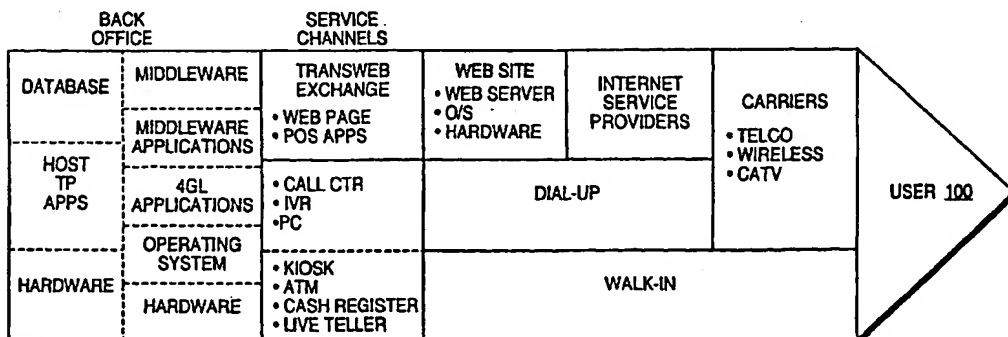 BACK
OFFICE
SERVICE
CHANNELS
DATABASE
HOST
TP
APPS
HARDWARE
MIDDLEWARE
MIDDLEWARE
APPLICATIONS
4GL
APPLICATIONS
OPERATING
SYSTEM
HARDWARE
TRANSWEB
EXCHANGE
• WEB PAGE
• POS APPS
• CALL CTR
• IVR
•PC
• KIOSK
• ATM
• CASH REGISTER
• LIVE TELLER
WEB SITE
• WEB SERVER
• O/S
• HARDWARE
INTERNET
SERVICE
PROVIDERS
DIAL-UP
WALK-IN
CARRIERS
• TELCO
• WIRELESS
• CATV
USER 100